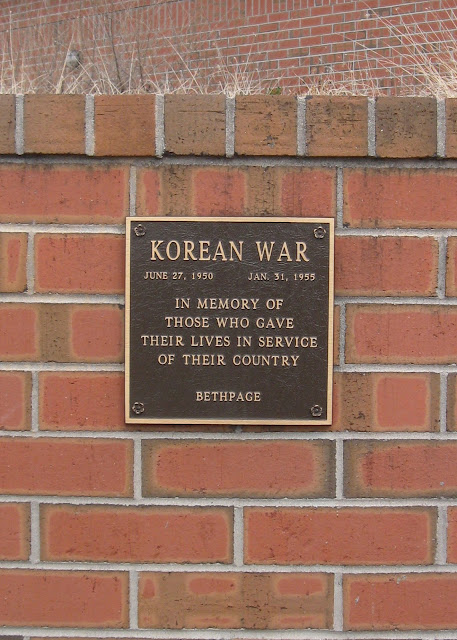 KOREAN WAR
JUNE 27, 1950 JAN. 31, 1955
IN MEMORY OF
THOSE WHO GAVE
THEIR LIVES IN SERVICE
OF THEIR COUNTRY
BETHPAGE